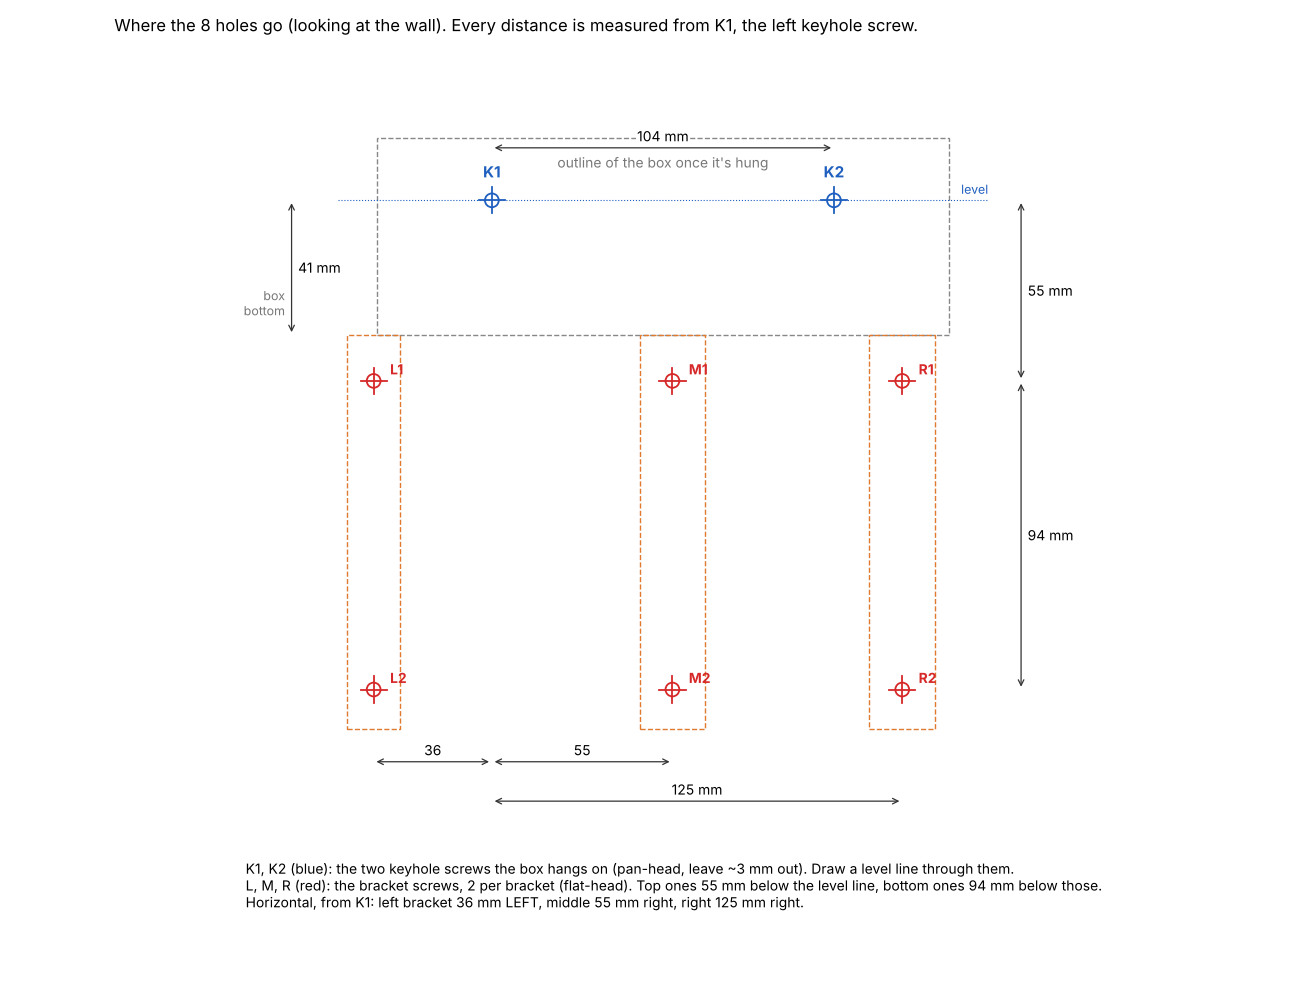 Where the 8 holes go (looking at the wall). Every distance is measured from K1, the left keyhole screw.
104 mm
outline of the box once it's hung
K1
K2
level
41 mm
55 mm
box
bottom
L1
M1
R1
94 mm
L2
M2
R2
36
55
125 mm
K1, K2 (blue): the two keyhole screws the box hangs on (pan-head, leave ~3 mm out). Draw a level line through them.
L, M, R (red): the bracket screws, 2 per bracket (flat-head). Top ones 55 mm below the level line, bottom ones 94 mm below those.
Horizontal, from K1: left bracket 36 mm LEFT, middle 55 mm right, right 125 mm right.